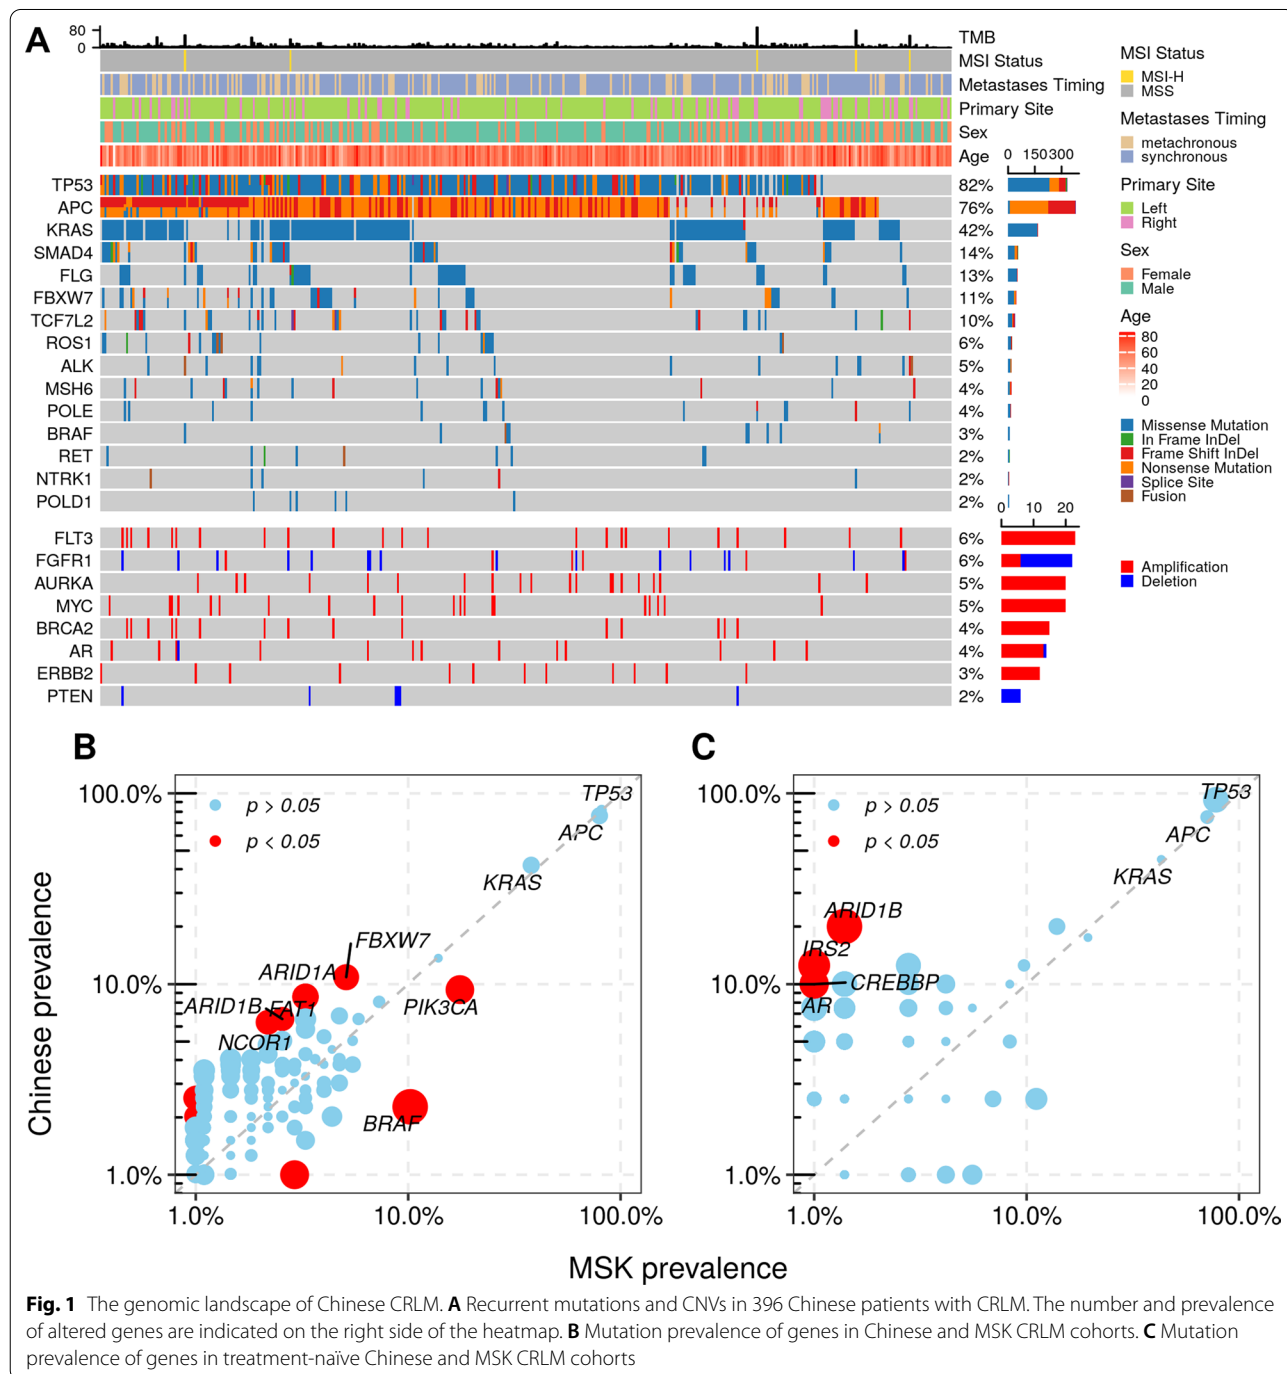 A
80
0
TMB
MSI Status
Metastases Timing
Primary Site
Sex
Age
0 150 300
TP53 82%
APC 76%
KRAS 42%
SMAD4 14%
FLG 13%
FBXW7 11%
TCF7L2 10%
ROS1 6%
ALK 5%
MSH6 4%
POLE 4%
BRAF 3%
RET 2%
NTRK1 2%
POLD1 2%
0 10 20
FLT3 6%
FGFR1 6%
AURKA 5%
MYC 5%
BRCA2 4%
AR 4%
ERBB2 3%
PTEN 2%
MSI Status
MSI-H
MSS
Metastases Timing
metachronous
synchronous
Primary Site
Left
Right
Sex
Female
Male
Age
80
60
40
20
0
Missense Mutation
In Frame InDel
Frame Shift InDel
Nonsense Mutation
Splice Site
Fusion
Amplification
Deletion
B
Chinese prevalence
100.0%
10.0%
1.0%
p > 0.05
p < 0.05
TP53
APC
KRAS
FBXW7
ARID1A
ARID1B
FAT1
NCOR1
PIK3CA
BRAF
1.0% 10.0% 100.0%
C
100.0%
10.0%
1.0%
p > 0.05
p < 0.05
TP53
APC
KRAS
ARID1B
IRS2
CREBBP
AR
1.0% 10.0% 100.0%
MSK prevalence
Fig. 1 The genomic landscape of Chinese CRLM. A Recurrent mutations and CNVs in 396 Chinese patients with CRLM. The number and prevalence
of altered genes are indicated on the right side of the heatmap. B Mutation prevalence of genes in Chinese and MSK CRLM cohorts. C Mutation
prevalence of genes in treatment-naïve Chinese and MSK CRLM cohorts